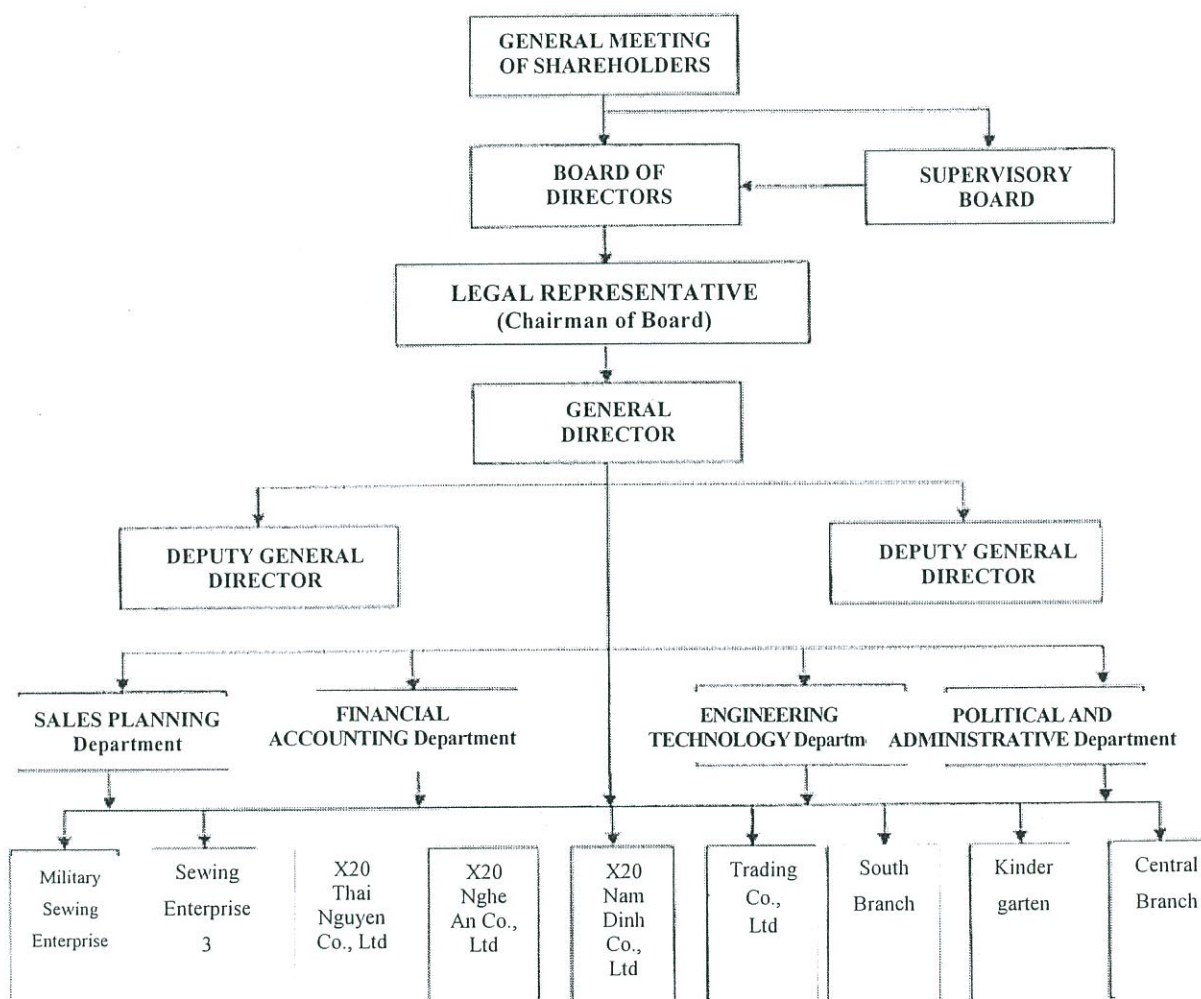 GENERAL MEETING
OF SHAREHOLDERS
BOARD OF
DIRECTORS
SUPERVISORY
BOARD
LEGAL REPRESENTATIVE
(Chairman of Board)
GENERAL
DIRECTOR
DEPUTY GENERAL
DIRECTOR
DEPUTY GENERAL
DIRECTOR
SALES PLANNING
Department
FINANCIAL
ACCOUNTING Department
ENGINEERING
TECHNOLOGY Departm
POLITICAL AND
ADMINISTRATIVE Department
Military
Sewing
Enterprise
Sewing
Enterprise
3
X20
Thai
Nguyen
Co., Ltd
X20
Nghe
An Co.,
Ltd
X20
Nam
Dinh
Co.,
Ltd
Trading
Co.,
Ltd
South
Branch
Kinder
garten
Central
Branch